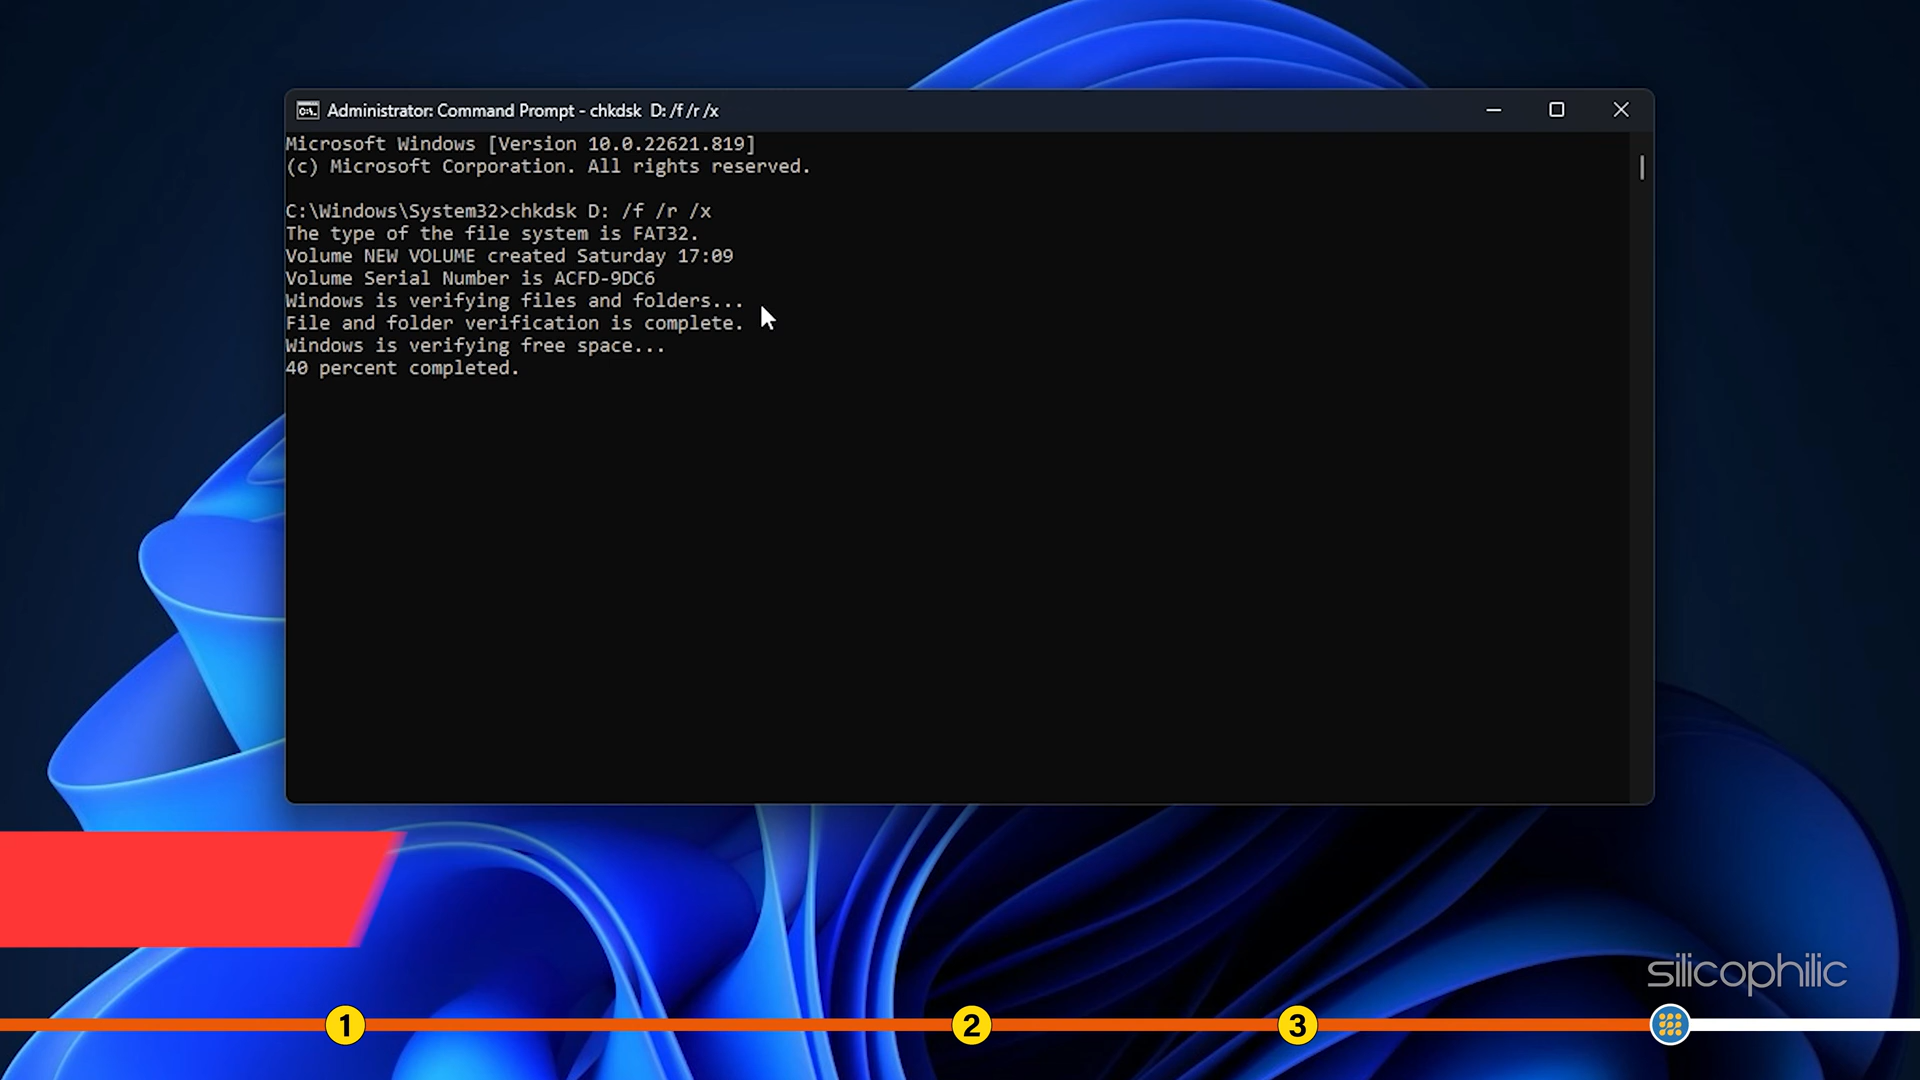 Administrator: Command Prompt - chkdsk  D: /f /r /x
Microsoft Windows [Version 10.0.22621.819]
(c) Microsoft Corporation. All rights reserved.
C:\Windows\System32>chkdsk D: /f /r /x
The type of the file system is FAT32.
Volume NEW VOLUME created Saturday 17:09
Volume Serial Number is ACFD-9DC6
Windows is verifying files and folders...
File and folder verification is complete.
Windows is verifying free space...
40 percent completed.
silicophilic
1 2 3